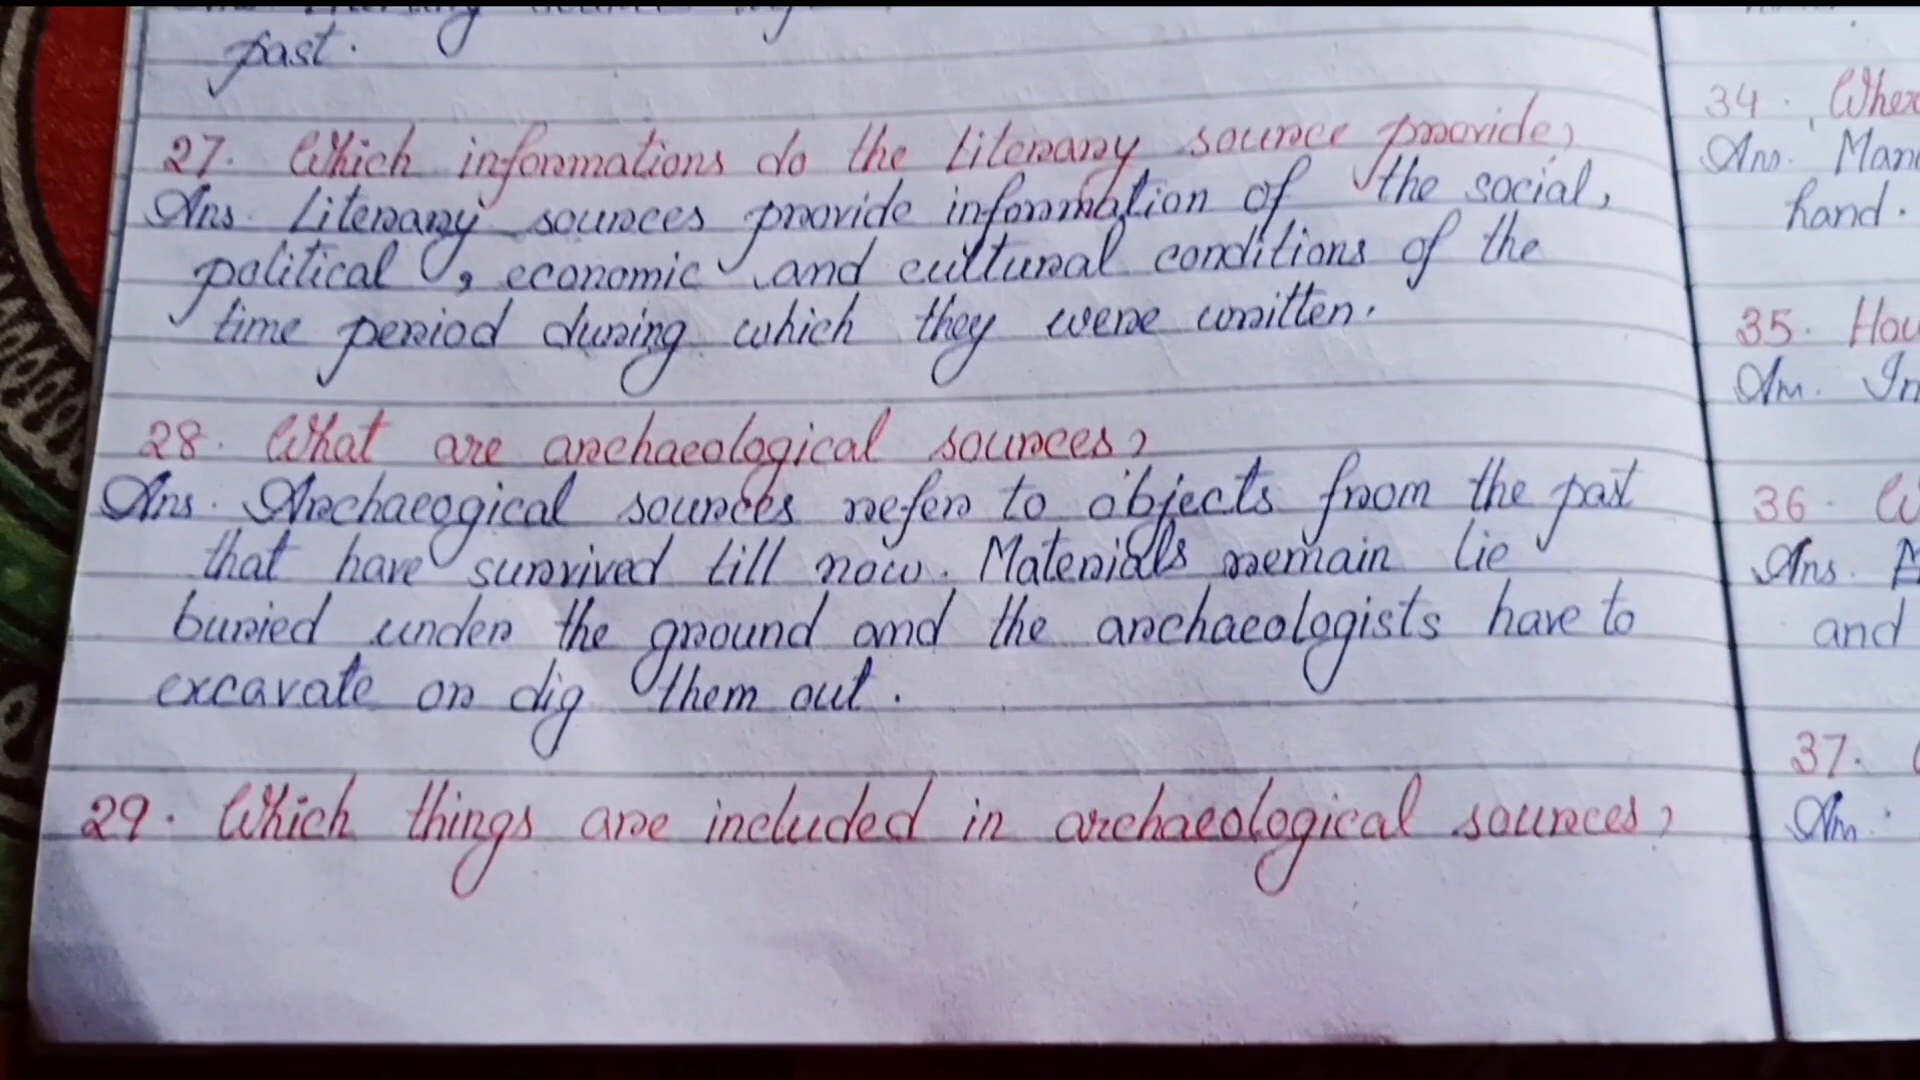 past.
27. Which informations do the literary source provide?
Ans. Literary sources provide information of the social,
political, economic and cultural conditions of the
time period during which they were written.
28. What are archaeological sources?
Ans. Archaeogical sources refer to objects from the past
that have survived till now. Materials remain lie
buried under the ground and the archaeologists have to
excavate or dig them out.
29. Which things are included in archaeological sources?
34.
Ans.
hand.
35.
Ans. In
36.
Ans.
and
37.
Ans.